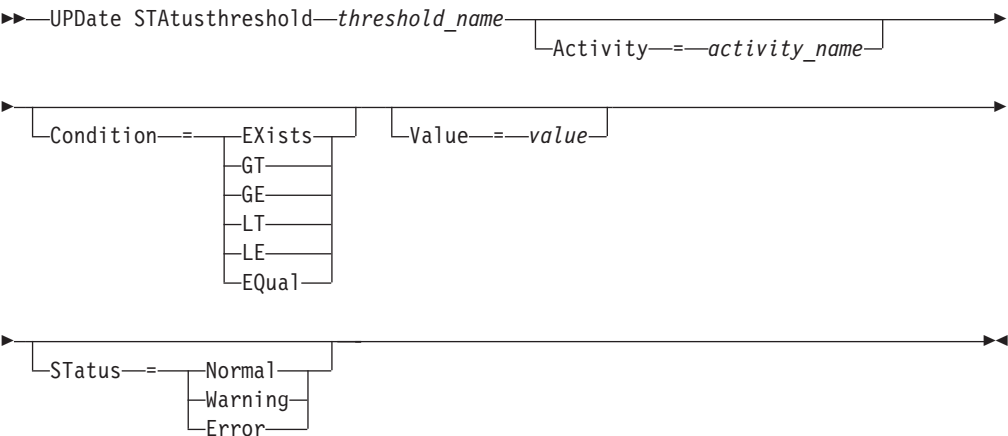 UPDate STAtusthreshold threshold_name
Activity = activity_name
Condition = EXists
Value = value
GT
GE
LT
LE
EQual
STatus = Normal
Warning
Error